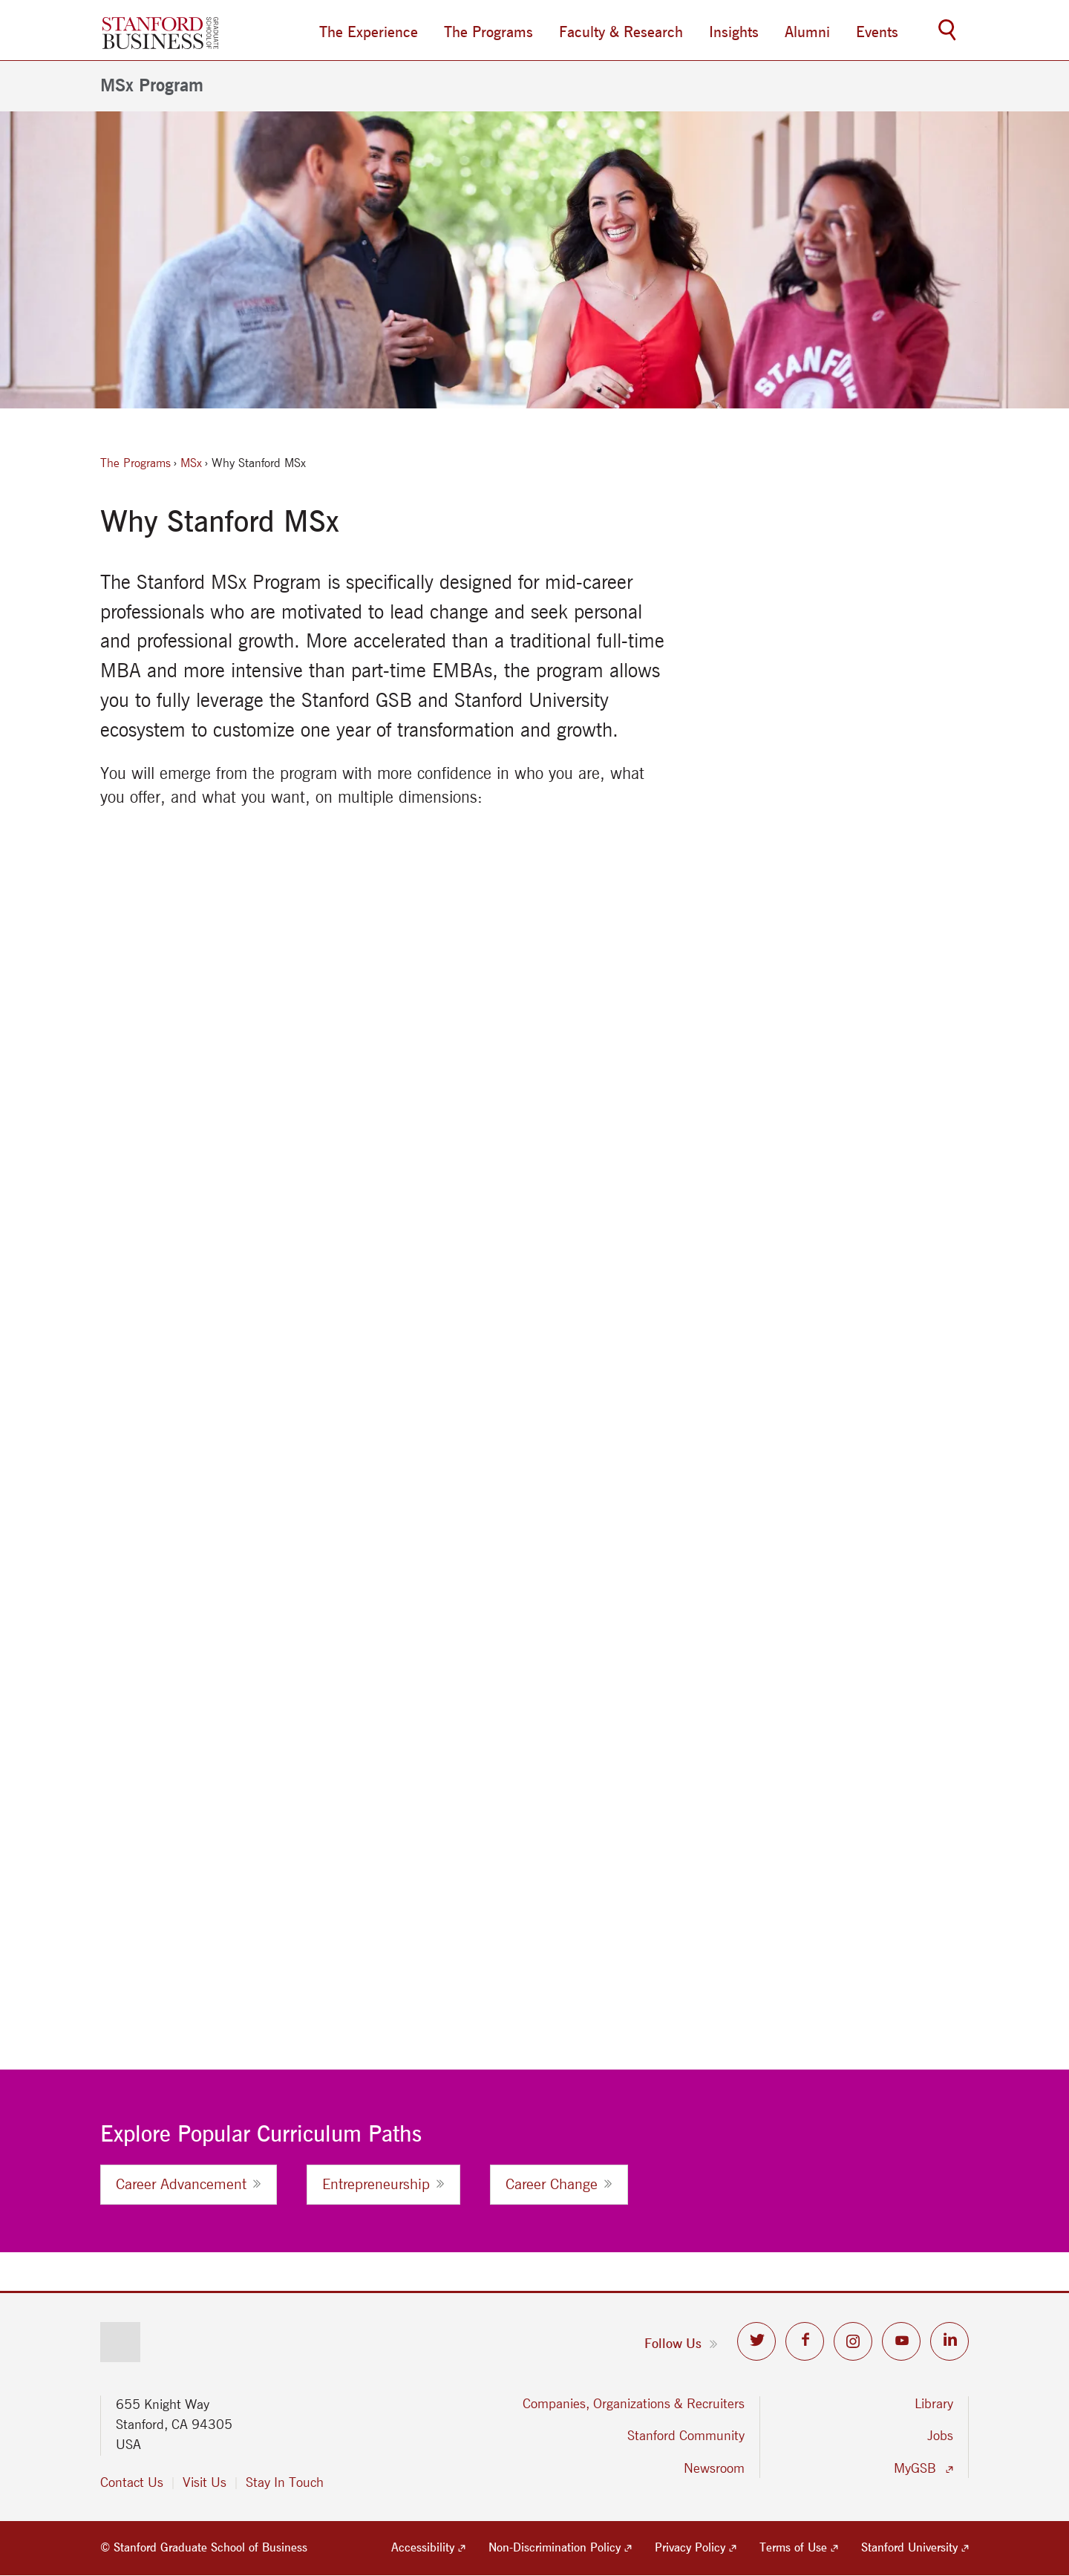 STANFORD
BUSINESS
GRADUATE
SCHOOL OF
The Experience
The Programs
Faculty & Research
Insights
Alumni
Events
MSx Program
STANFORD
The Programs › MSx › Why Stanford MSx
Why Stanford MSx
The Stanford MSx Program is specifically designed for mid-career
professionals who are motivated to lead change and seek personal
and professional growth. More accelerated than a traditional full-time
MBA and more intensive than part-time EMBAs, the program allows
you to fully leverage the Stanford GSB and Stanford University
ecosystem to customize one year of transformation and growth.
You will emerge from the program with more confidence in who you are, what
you offer, and what you want, on multiple dimensions:
Explore Popular Curriculum Paths
Career Advancement »
Entrepreneurship »
Career Change »
Follow Us »
655 Knight Way
Stanford, CA 94305
USA
Contact Us
Visit Us
Stay In Touch
Companies, Organizations & Recruiters
Stanford Community
Newsroom
Library
Jobs
MyGSB
© Stanford Graduate School of Business
Accessibility
Non-Discrimination Policy
Privacy Policy
Terms of Use
Stanford University